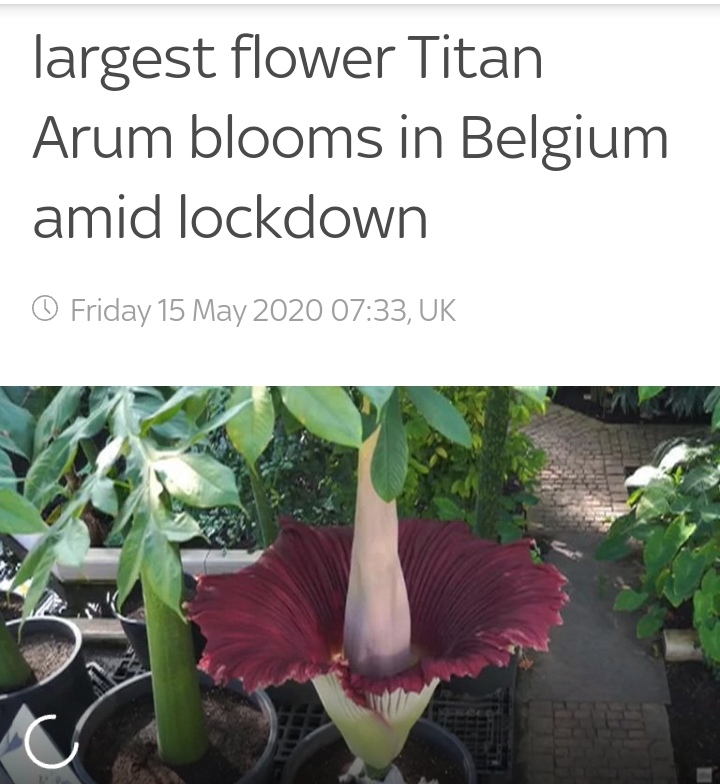 largest flower Titan
Arum blooms in Belgium
amid lockdown
Friday 15 May 2020 07:33, UK